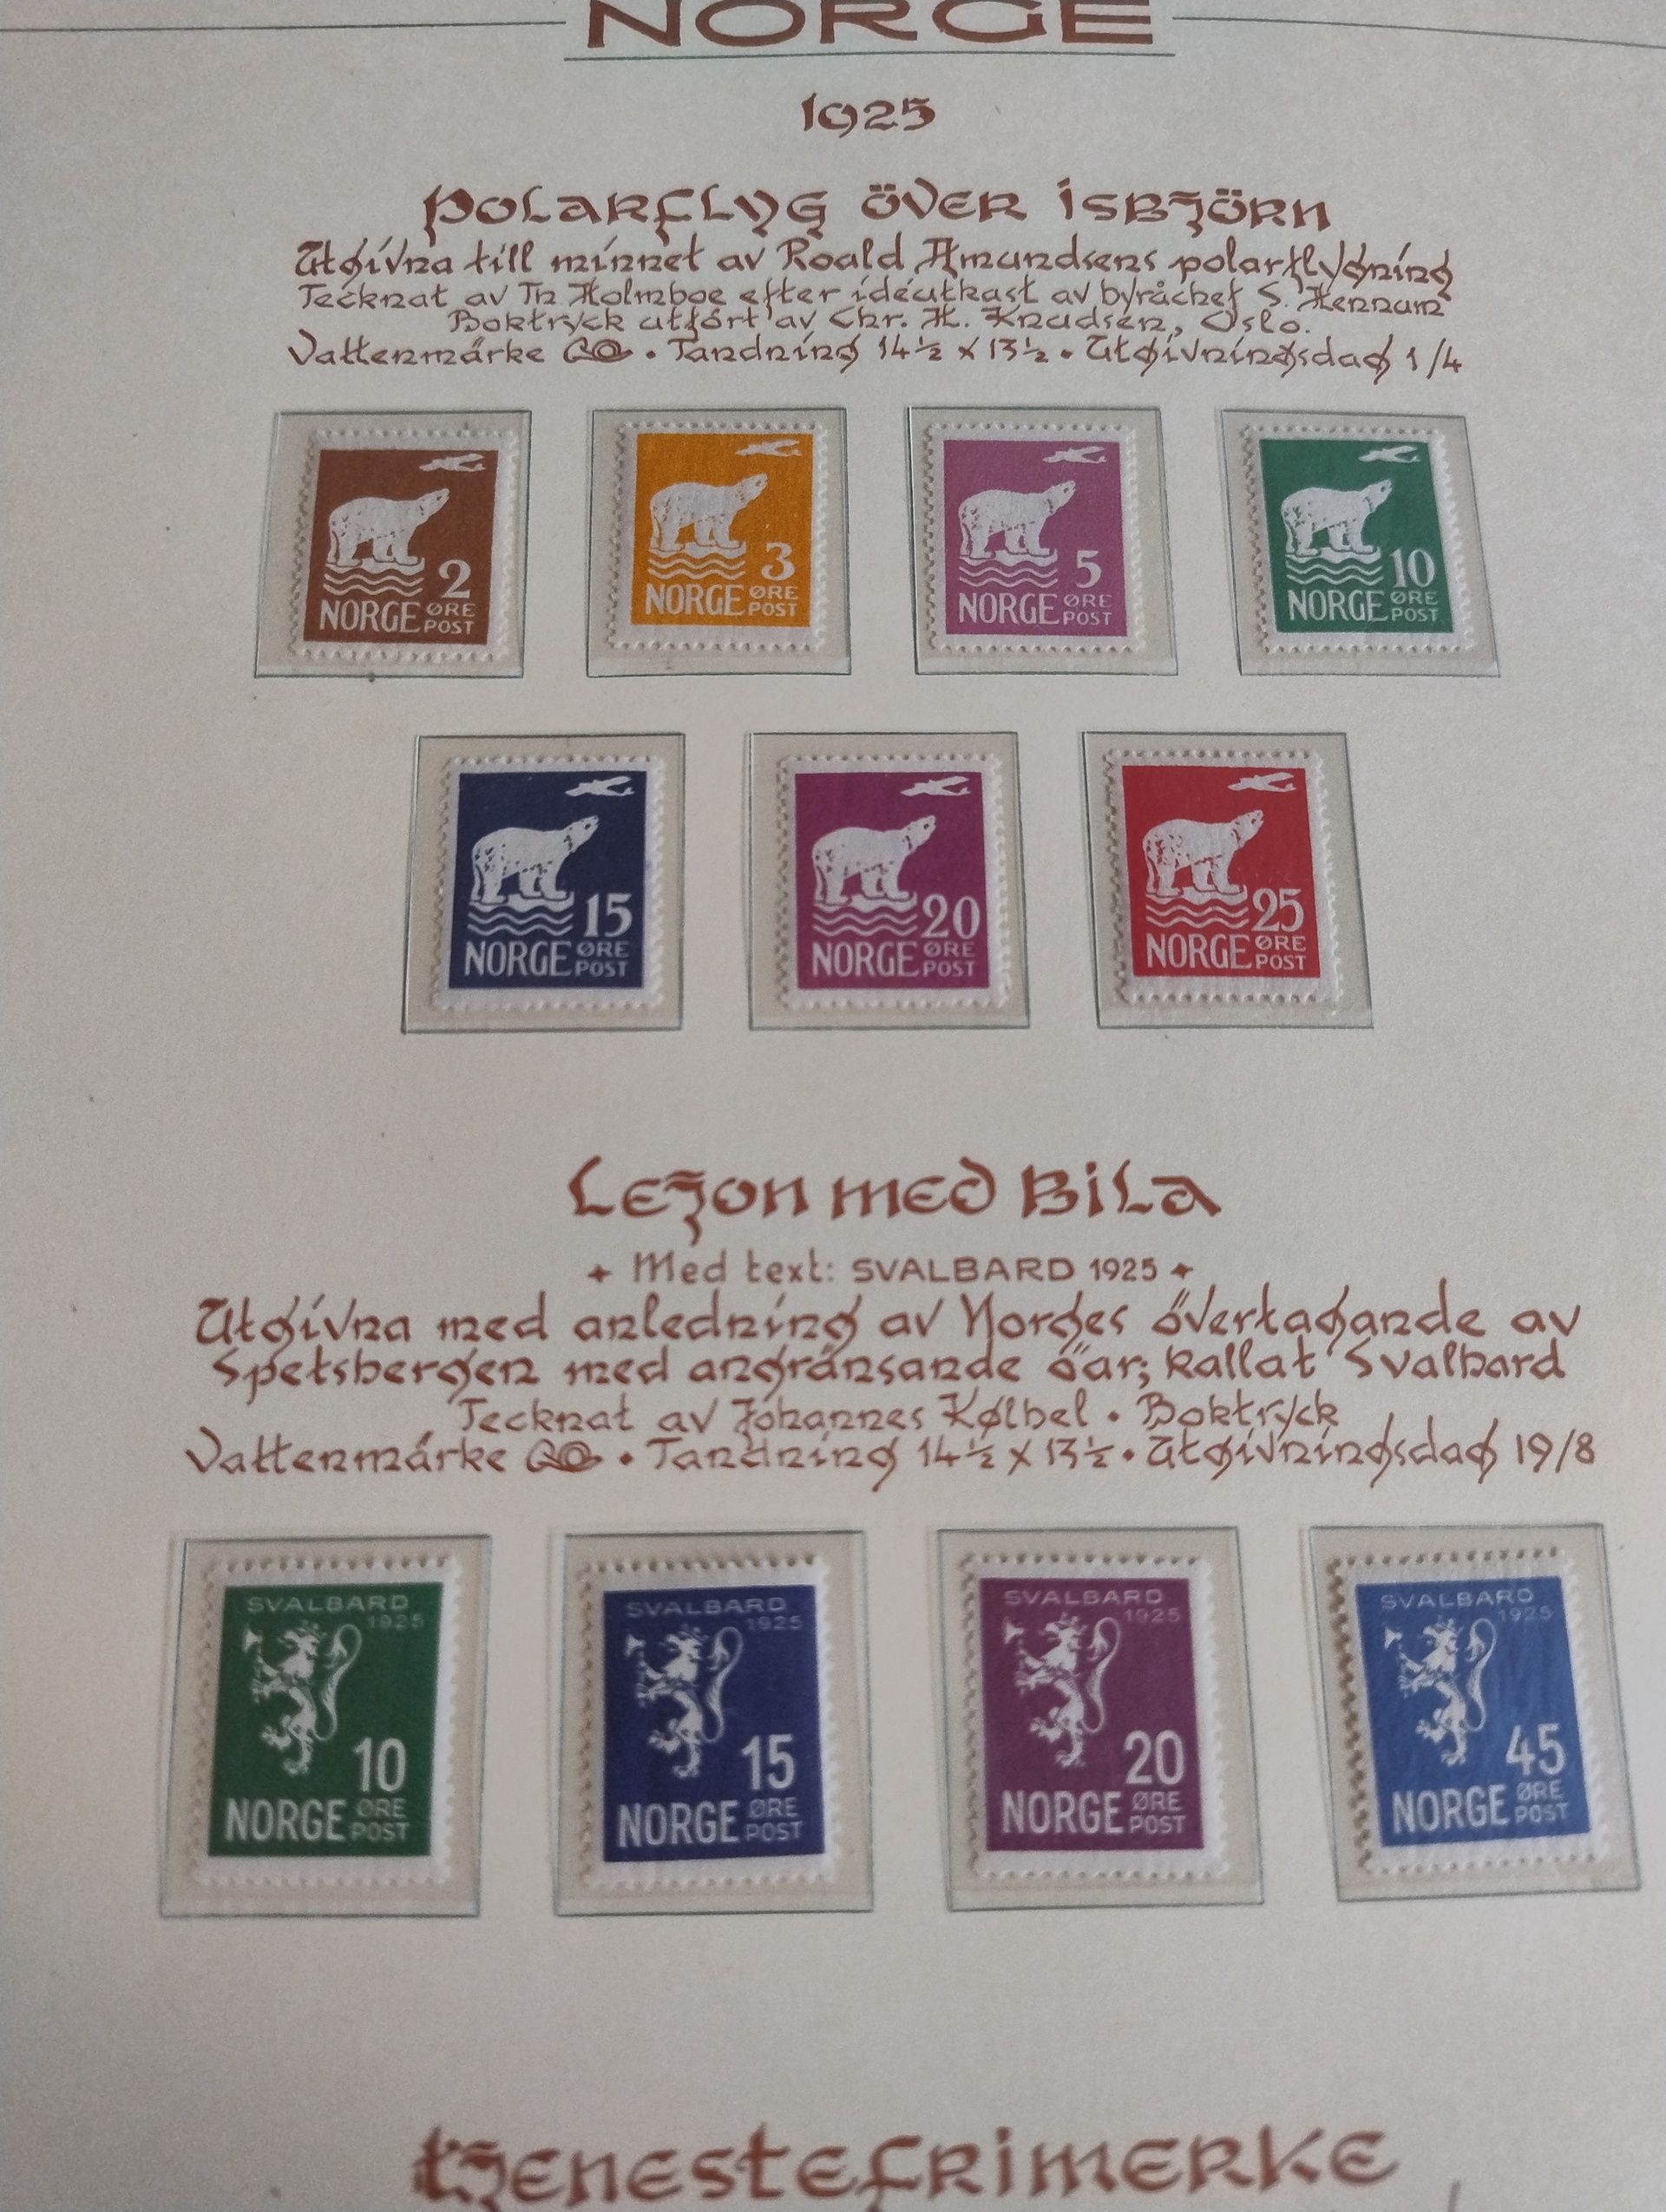 NORGE
1925
POLARFLYG ÖVER ISBJÖRN
Utgivna till minnet av Roald Amundsens polarflygning
Tecknat av Th Holmboe efter idéutkast av byråchef S. Hennum
Boktryck utfört av Chr. H. Knudsen, Oslo.
Vattenmärke • Tandning 14½ x 13½ • Utgivningsdag 1/4
2
NORGE ØRE POST
3
NORGE ØRE POST
5
NORGE ØRE POST
10
NORGE ØRE POST
15
NORGE ØRE POST
20
NORGE ØRE POST
25
NORGE ØRE POST
LEJON MED BILA
+ Med text: SVALBARD 1925 +
Utgivna med anledning av Norges övertagande av
Spetsbergen med angränsande öar; kallat Svalbard
Tecknat av Johannes Kølbel • Boktryck
Vattenmärke • Tandning 14½ x 13½ • Utgivningsdag 19/8
SVALBARD
1925
10
NORGE ØRE POST
SVALBARD
1925
15
NORGE ØRE POST
SVALBARD
1925
20
NORGE ØRE POST
SVALBARD
1925
45
NORGE ØRE POST
TJENESTEFRIMERKE